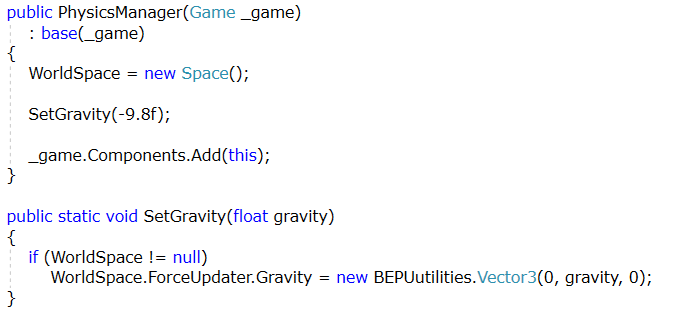 public PhysicsManager(Game _game)
: base(_game)
{
WorldSpace = new Space();
SetGravity(-9.8f);
_game.Components.Add(this);
}
public static void SetGravity(float gravity)
{
if (WorldSpace != null)
WorldSpace.ForceUpdater.Gravity = new BEPUutilities.Vector3(0, gravity, 0);
}